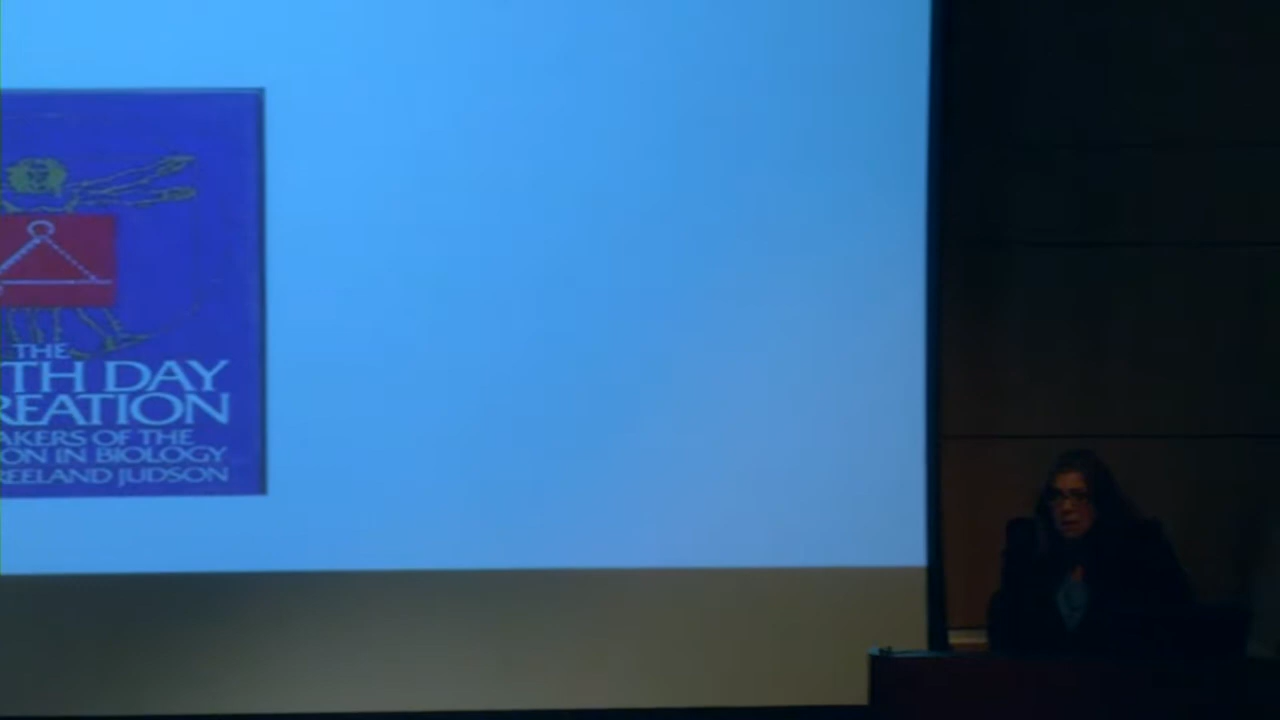 THE
TH DAY
REATION
AKERS OF THE
ON IN BIOLOGY
REELAND JUDSON